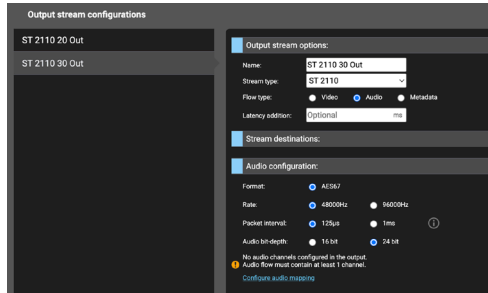 Output stream configurations
ST 2110 20 Out
ST 2110 30 Out
Output stream options:
Name: ST 2110 30 Out
Stream type: ST 2110
Flow type: Video Audio Metadata
Latency addition: Optional ms
Stream destinations:
Audio configuration:
Format: AES67
Rate: 48000Hz 96000Hz
Packet interval: 125µs 1ms
Audio bit-depth: 16 bit 24 bit
No audio channels configured in the output.
Audio flow must contain at least 1 channel.
Configure audio mapping